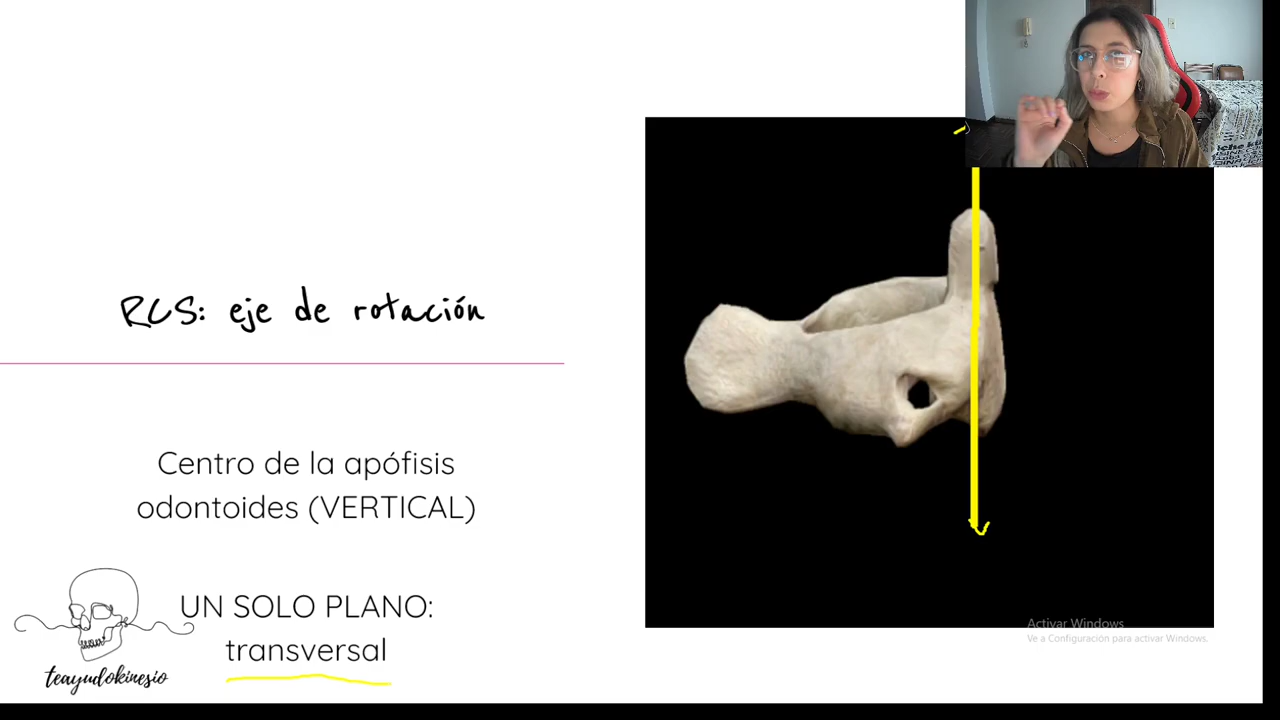 RCS: eje de rotación
Centro de la apófisis
odontoides (VERTICAL)
UN SOLO PLANO:
transversal
teayudokinesio
Activar Windows
Ve a Configuración para activar Windows.